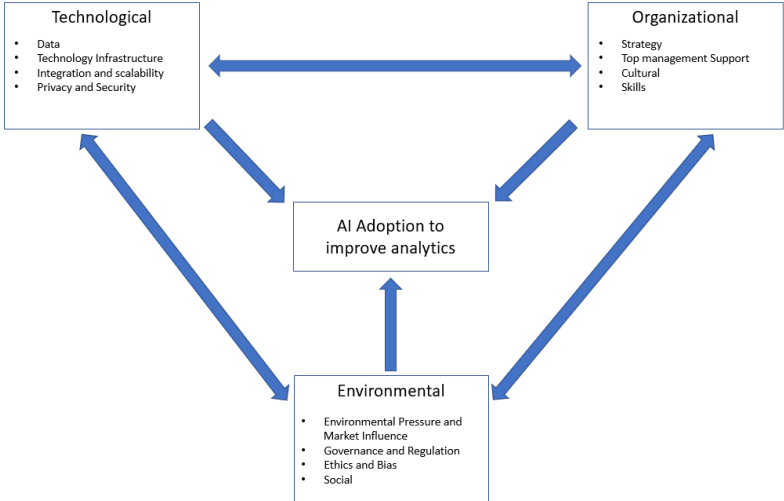 Technological
• Data
• Technology Infrastructure
• Integration and scalability
• Privacy and Security
Organizational
• Strategy
• Top management Support
• Cultural
• Skills
AI Adoption to
improve analytics
Environmental
• Environmental Pressure and
Market Influence
• Governance and Regulation
• Ethics and Bias
• Social